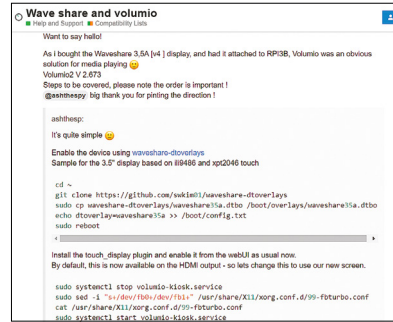 Wave share and volumio
Help and Support Compatibility Lists
Want to say hello!
As i bought the Waveshare 3,5A [v4 ] display, and had it attached to RPI3B, Volumio was an obvious
solution for media playing
Volumio2 V 2.673
Steps to be covered, please note the order is important !
@ashthespy big thank you for pinting the direction !
ashthesp:
It's quite simple
Enable the device using waveshare-dtoverlays
Sample for the 3.5" display based on ili9486 and xpt2046 touch
cd ~
git clone https://github.com/swkim01/waveshare-dtoverlays
sudo cp waveshare-dtoverlays/waveshare35a.dtbo /boot/overlays/waveshare35a.dtbo
echo dtoverlay=waveshare35a >> /boot/config.txt
sudo reboot
Install the touch_display plugin and enable it from the webUI as usual now.
By default, this is now available on the HDMI output - so lets change this to use our new screen.
sudo systemctl stop volumio-kiosk.service
sudo sed -i "s+/dev/fb0+/dev/fb1+" /usr/share/X11/xorg.conf.d/99-fbturbo.conf
cat /usr/share/X11/xorg.conf.d/99-fbturbo.conf
sudo systemctl start volumio-kiosk.service